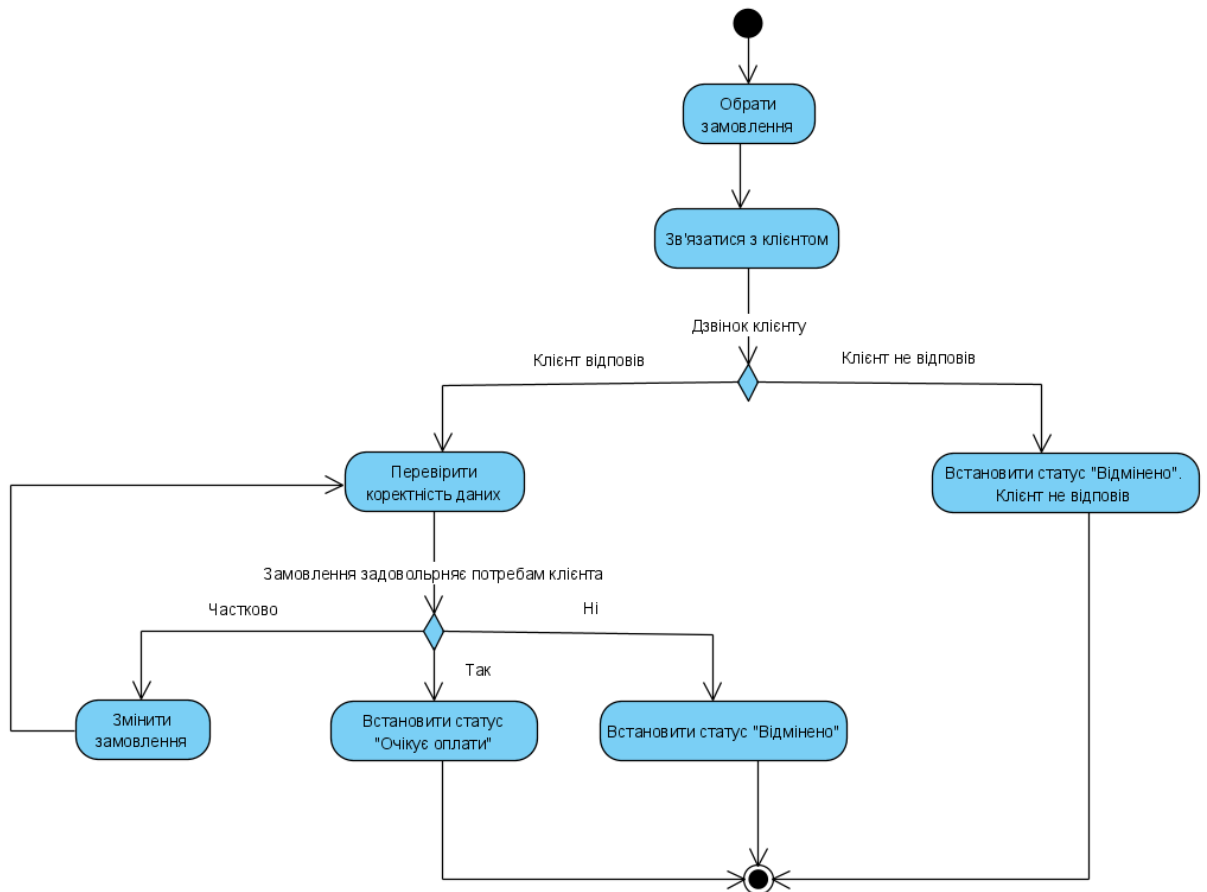 Обрати
замовлення
Зв'язатися з клієнтом
Дзвінок клієнту
Клієнт відповів
Клієнт не відповів
Перевірити
коректність даних
Встановити статус "Відмінено".
Клієнт не відповів
Замовлення задовольрняє потребам клієнта
Частково
Ні
Так
Змінити
замовлення
Встановити статус
"Очікує оплати"
Встановити статус "Відмінено"